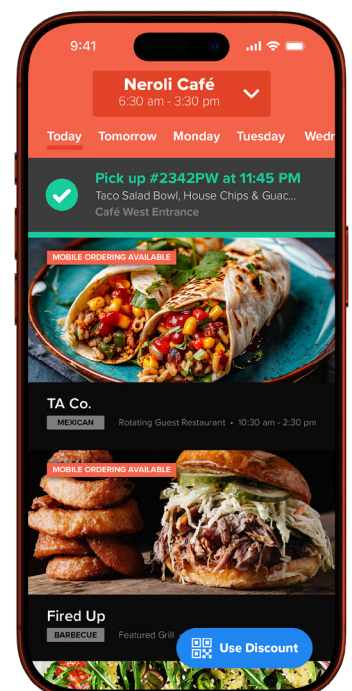 9:41
Neroli Café
6:30 am - 3:30 pm
Today Tomorrow Monday Tuesday Wedr
Pick up #2342PW at 11:45 PM
Taco Salad Bowl, House Chips & Guac...
Café West Entrance
MOBILE ORDERING AVAILABLE
TA Co.
MEXICAN Rotating Guest Restaurant • 10:30 am - 2:30 pm
MOBILE ORDERING AVAILABLE
Fired Up
BARBECUE Featured Grill
Use Discount